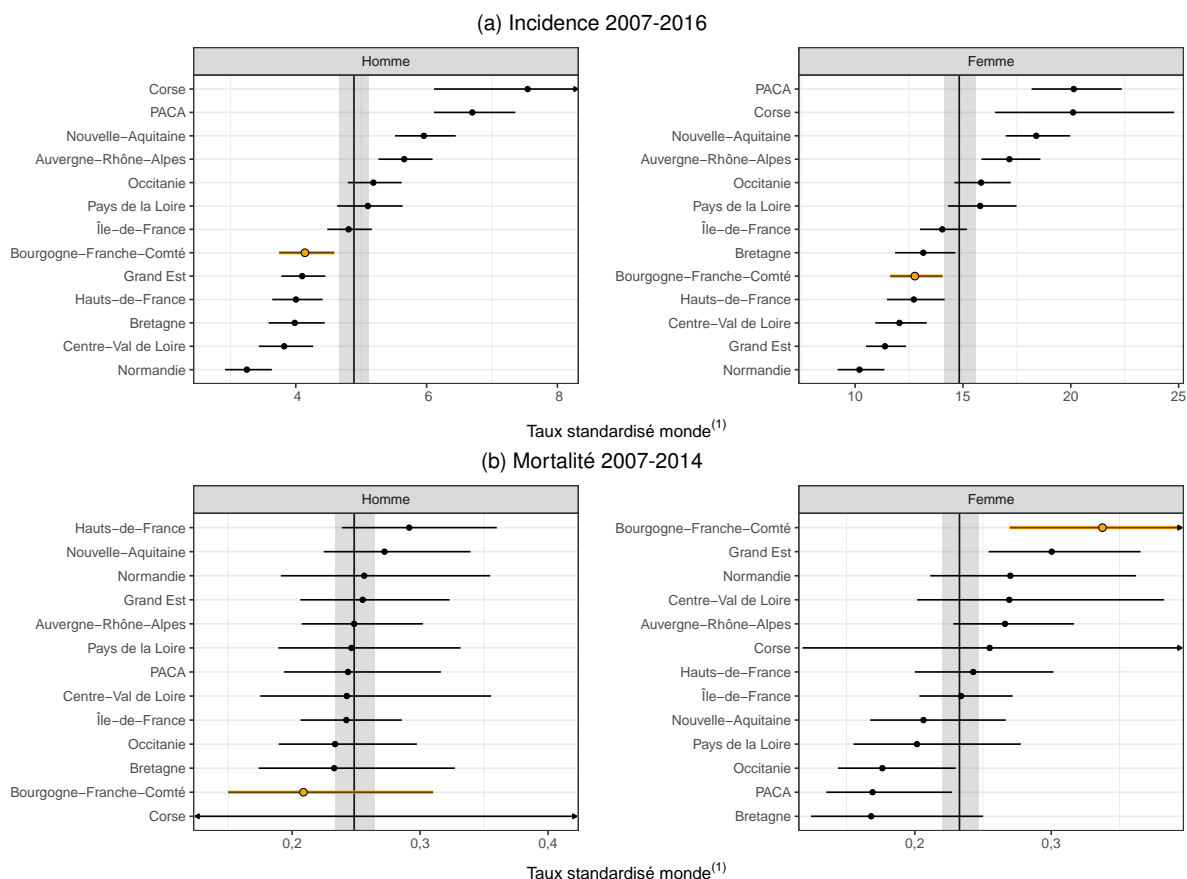 (a) Incidence 2007-2016
Homme
Corse
PACA
Nouvelle−Aquitaine
Auvergne−Rhône−Alpes
Occitanie
Pays de la Loire
Île−de−France
Bourgogne−Franche−Comté
Grand Est
Hauts−de−France
Bretagne
Centre−Val de Loire
Normandie
4 6 8
Femme
PACA
Corse
Nouvelle−Aquitaine
Auvergne−Rhône−Alpes
Occitanie
Pays de la Loire
Île−de−France
Bretagne
Bourgogne−Franche−Comté
Hauts−de−France
Centre−Val de Loire
Grand Est
Normandie
10 15 20 25
Taux standardisé monde(1)
(b) Mortalité 2007-2014
Homme
Hauts−de−France
Nouvelle−Aquitaine
Normandie
Grand Est
Auvergne−Rhône−Alpes
Pays de la Loire
PACA
Centre−Val de Loire
Île−de−France
Occitanie
Bretagne
Bourgogne−Franche−Comté
Corse
0,2 0,3 0,4
Femme
Bourgogne−Franche−Comté
Grand Est
Normandie
Centre−Val de Loire
Auvergne−Rhône−Alpes
Corse
Hauts−de−France
Île−de−France
Nouvelle−Aquitaine
Pays de la Loire
Occitanie
PACA
Bretagne
0,2 0,3
Taux standardisé monde(1)